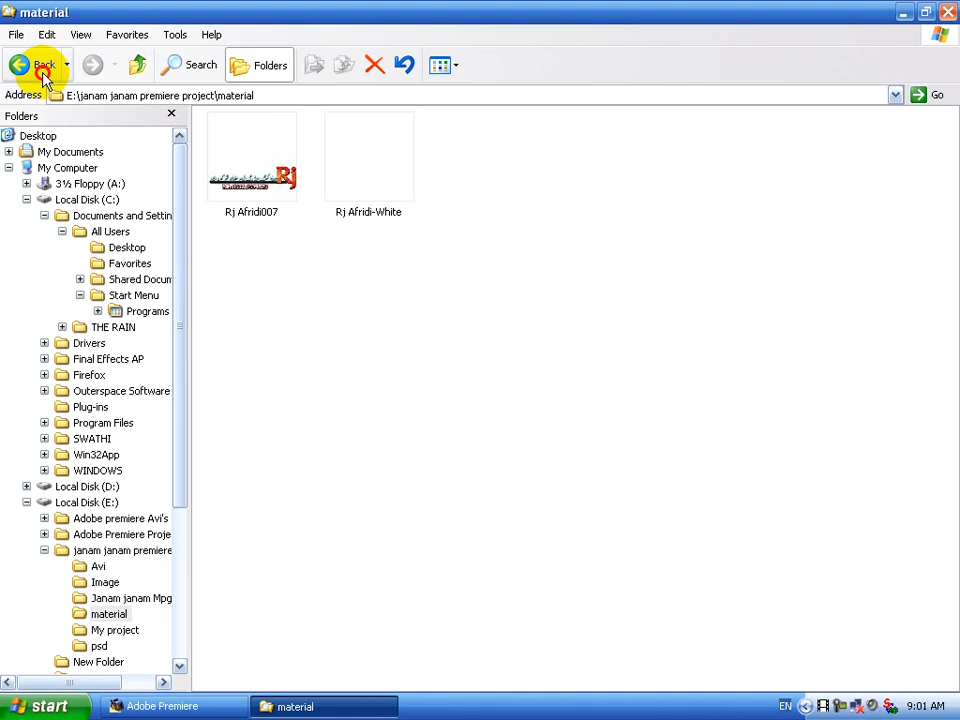 material
File Edit View Favorites Tools Help
Back Search Folders
Address E:\janam janam premiere project\material Go
Folders
Desktop
My Documents
My Computer
3½ Floppy (A:)
Local Disk (C:)
Documents and Settin
All Users
Desktop
Favorites
Shared Docun
Start Menu
Programs
THE RAIN
Drivers
Final Effects AP
Firefox
Outerspace Software
Plug-ins
Program Files
SWATHI
Win32App
WINDOWS
Local Disk (D:)
Local Disk (E:)
Adobe premiere Avi's
Adobe Premiere Proje
janam janam premiere
Avi
Image
Janam janam Mpg
material
My project
psd
New Folder
Rj
Rj Afridi007
Rj Afridi-White
start Adobe Premiere material EN 9:01 AM